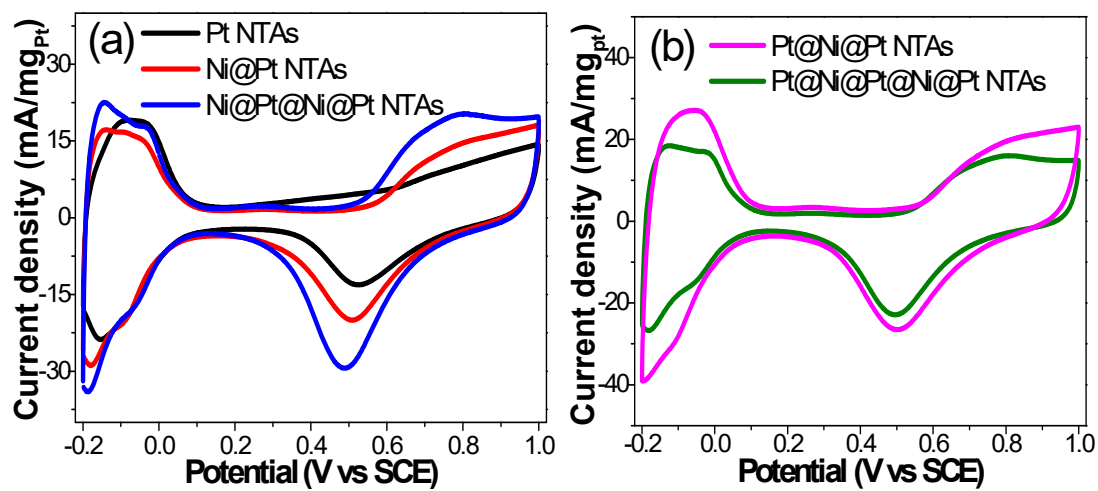 (a)
Pt NTAs
Ni@Pt NTAs
Ni@Pt@Ni@Pt NTAs
Current density (mA/mg_Pt)
30
15
0
-15
-30
-0.2 0.0 0.2 0.4 0.6 0.8 1.0
Potential (V vs SCE)
(b)
Pt@Ni@Pt NTAs
Pt@Ni@Pt@Ni@Pt NTAs
Current density (mA/mg_pt)
40
20
0
-20
-40
-0.2 0.0 0.2 0.4 0.6 0.8 1.0
Potential (V vs SCE)